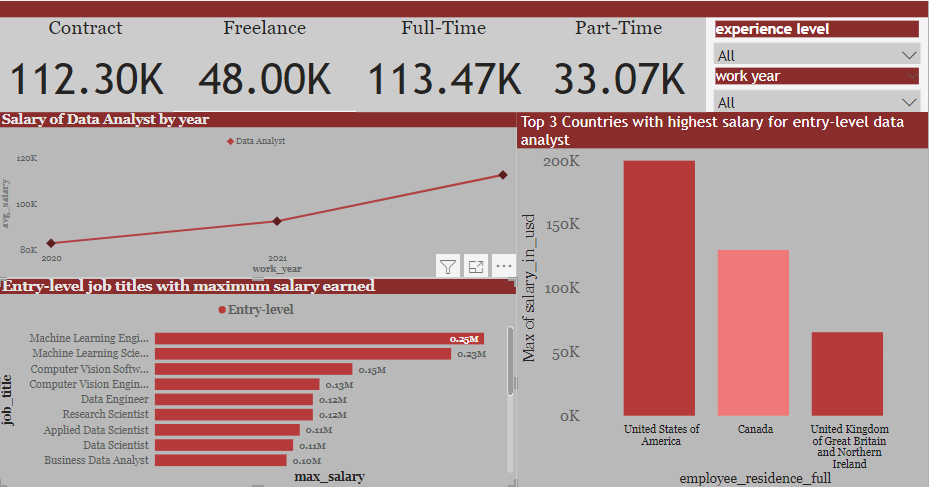 Contract
112.30K
Freelance
48.00K
Full-Time
113.47K
Part-Time
33.07K
experience level
All
work year
All
Salary of Data Analyst by year
Data Analyst
120K
100K
80K
avg_salary
2020
2021
work_year
Entry-level job titles with maximum salary earned
Entry-level
job_title
Machine Learning Engi...
0.25M
Machine Learning Scie...
0.23M
Computer Vision Softw...
0.15M
Computer Vision Engin...
0.13M
Data Engineer
0.12M
Research Scientist
0.12M
Applied Data Scientist
0.11M
Data Scientist
0.11M
Business Data Analyst
0.10M
max_salary
Top 3 Countries with highest salary for entry-level data
analyst
Max of salary_in_usd
200K
150K
100K
50K
0K
United States of
America
Canada
United Kingdom
of Great Britain
and Northern
Ireland
employee_residence_full